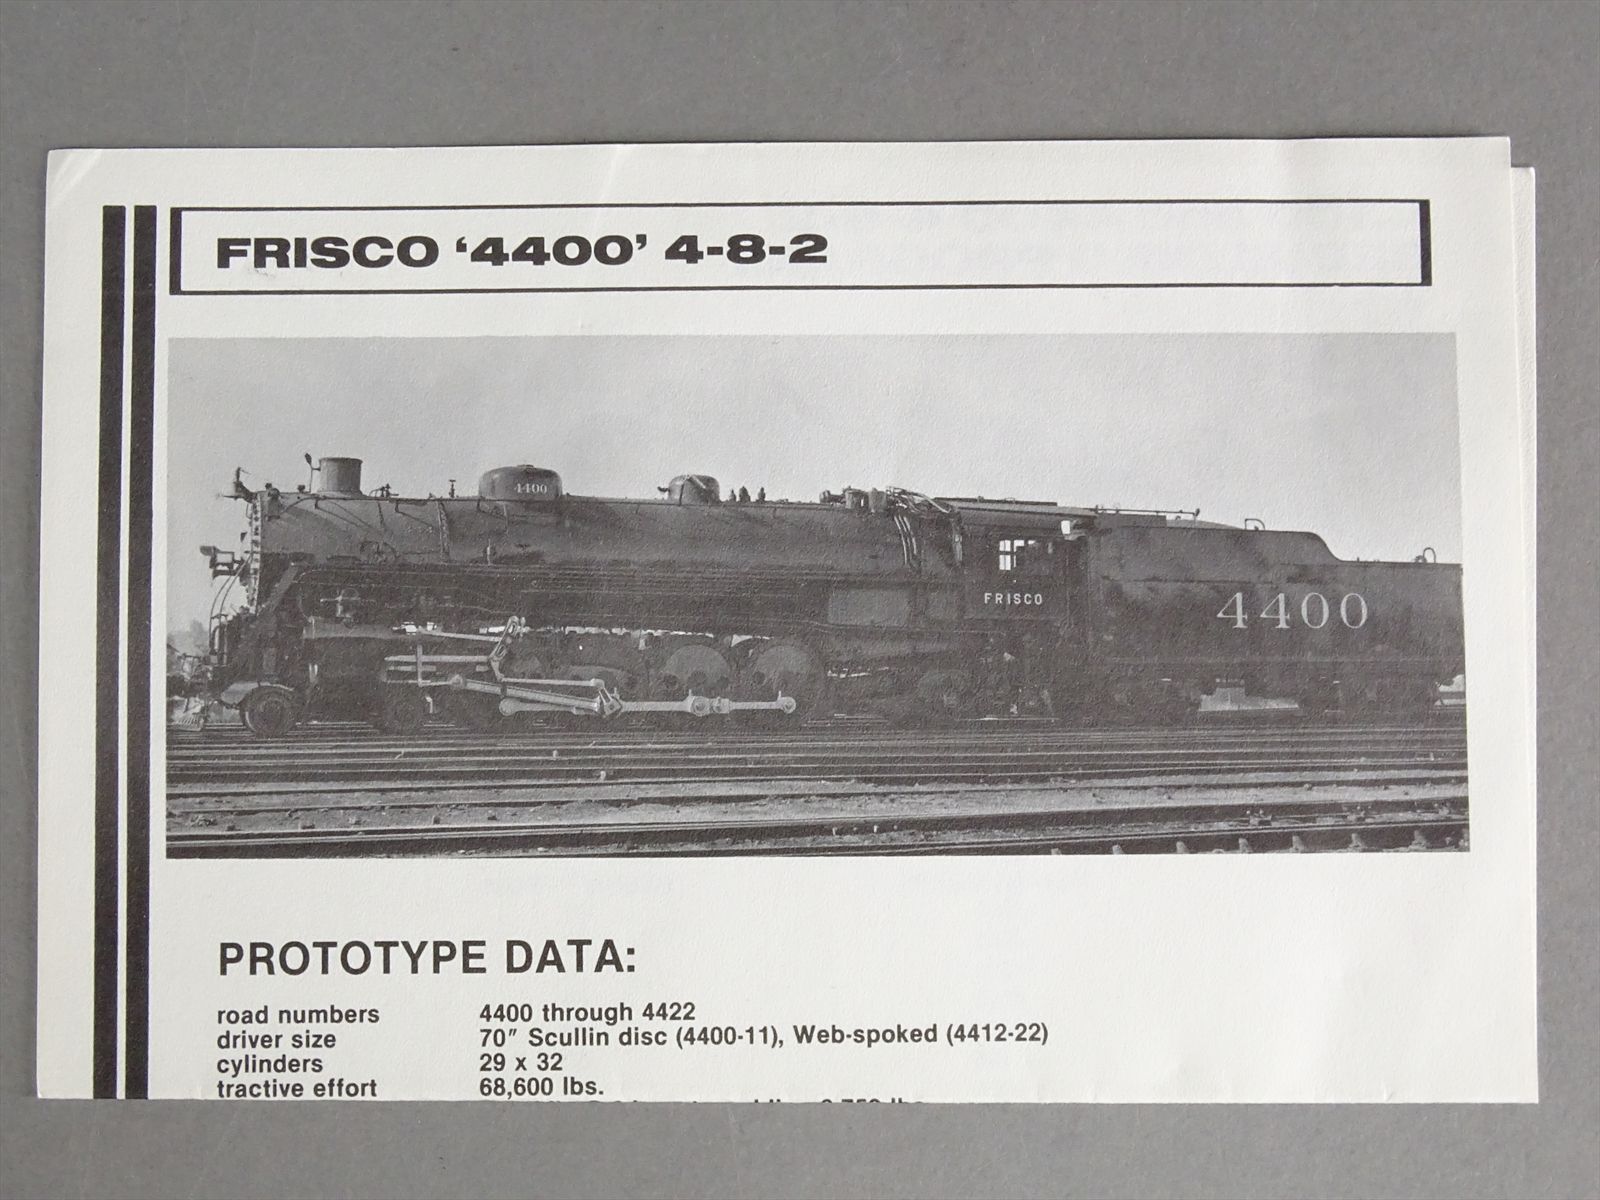 FRISCO ‘4400’ 4-8-2
4400
FRISCO
4400
PROTOTYPE DATA:
road numbers 4400 through 4422
driver size 70″ Scullin disc (4400-11), Web-spoked (4412-22)
cylinders 29 x 32
tractive effort 68,600 lbs.